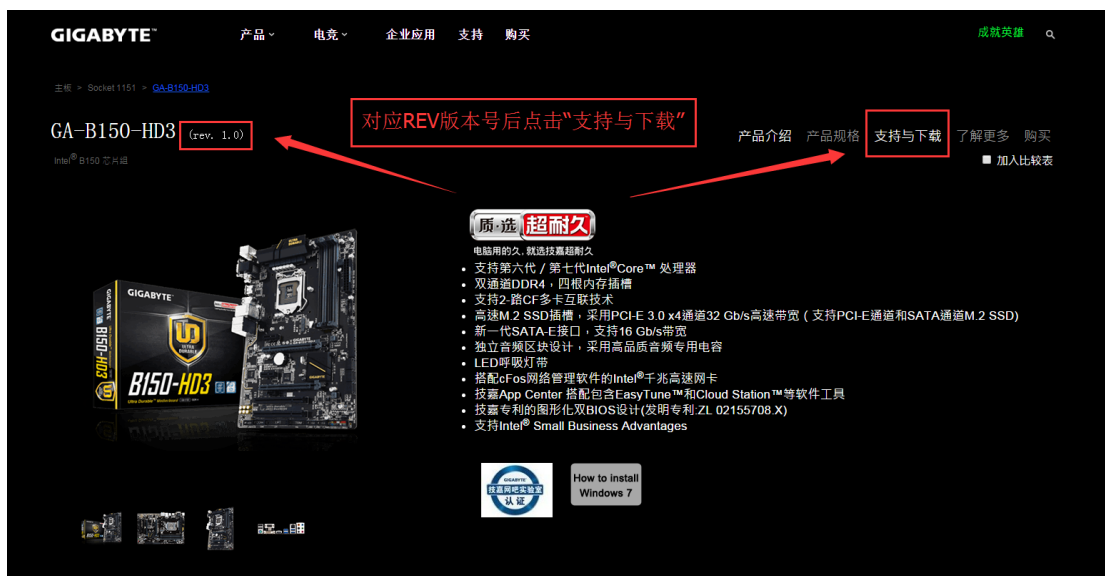 GIGABYTE™ 产品 电竞 企业应用 支持 购买 成就英雄
主板 > Socket 1151 > GA-B150-HD3
GA-B150-HD3 (rev. 1.0)
对应REV版本号后点击“支持与下载”
产品介绍 产品规格 支持与下载 了解更多 购买
Intel® B150 芯片组
加入比较表
质·选 超耐久
电脑用的久, 就选技嘉超耐久
支持第六代 / 第七代Intel®Core™ 处理器
双通道DDR4，四根内存插槽
支持2-路CF多卡互联技术
高速M.2 SSD插槽，采用PCI-E 3.0 x4通道32 Gb/s高速带宽 ( 支持PCI-E通道和SATA通道M.2 SSD)
新一代SATA-E接口，支持16 Gb/s带宽
独立音频区块设计，采用高品质音频专用电容
LED呼吸灯带
搭配cFos网络管理软件的Intel®千兆高速网卡
技嘉App Center 搭配包含EasyTune™和Cloud Station™等软件工具
技嘉专利的图形化双BIOS设计(发明专利:ZL 02155708.X)
支持Intel® Small Business Advantages
GIGABYTE
GIGABYTE
B150-HD3
ULTRA
DURABLE
B150-HD3
GIGABYTE
技嘉网吧实验室
认证
How to install
Windows 7